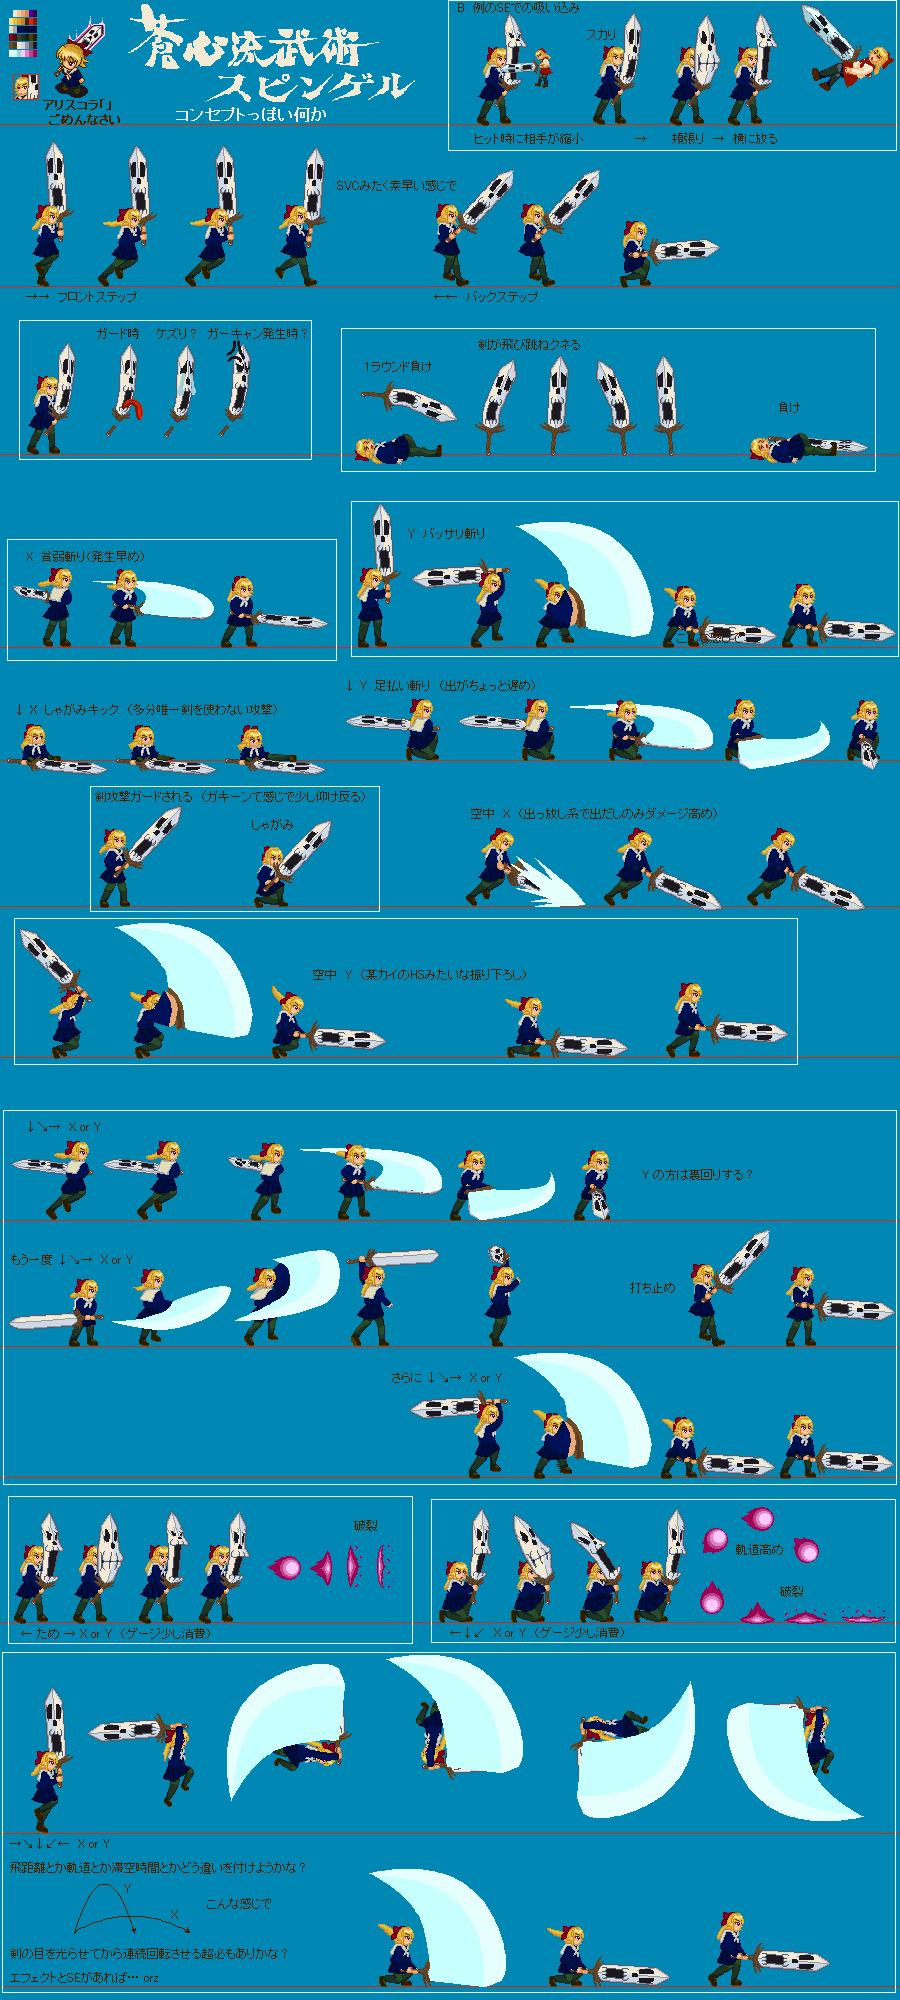 蒼心流武術
スピンゲル
コンセプトっぽい何か
アリスコラ「」
ごめんなさい
B 例のSEでの吸い込み
スカり
ヒット時に相手が縮小 → 頬張り → 横に放る
SVCみたく素早い感じで
→→ フロントステップ
←← バックステップ
ガード時 ケズり? ガーキャン発生時?
剣が飛び跳ねクネる
1ラウンド負け
負け
X 貧弱斬り(発生早め)
Y バッサリ斬り
↓ X しゃがみキック (多分唯一剣を使わない攻撃)
↓ Y 足払い斬り (出がちょっと遅め)
剣攻撃ガードされる (ガキーンて感じで少し仰け反る)
しゃがみ
空中 X (出っ放し系で出だしのみダメージ高め)
空中 Y (某カイのHSみたいな振り下ろし)
↓↘→ X or Y
Yの方は裏回りする?
もう一度 ↓↘→ X or Y
打ち止め
さらに ↓↘→ X or Y
破裂
← ため → X or Y (ゲージ少し消費)
軌道高め
破裂
←↓↙ X or Y (ゲージ少し消費)
→↘↓↙← X or Y
飛距離とか軌道とか滞空時間とかどう違いを付けようかな?
Y
X
こんな感じで
剣の目を光らせてから連続回転させる超必もありかな?
エフェクトとSEがあれば… orz